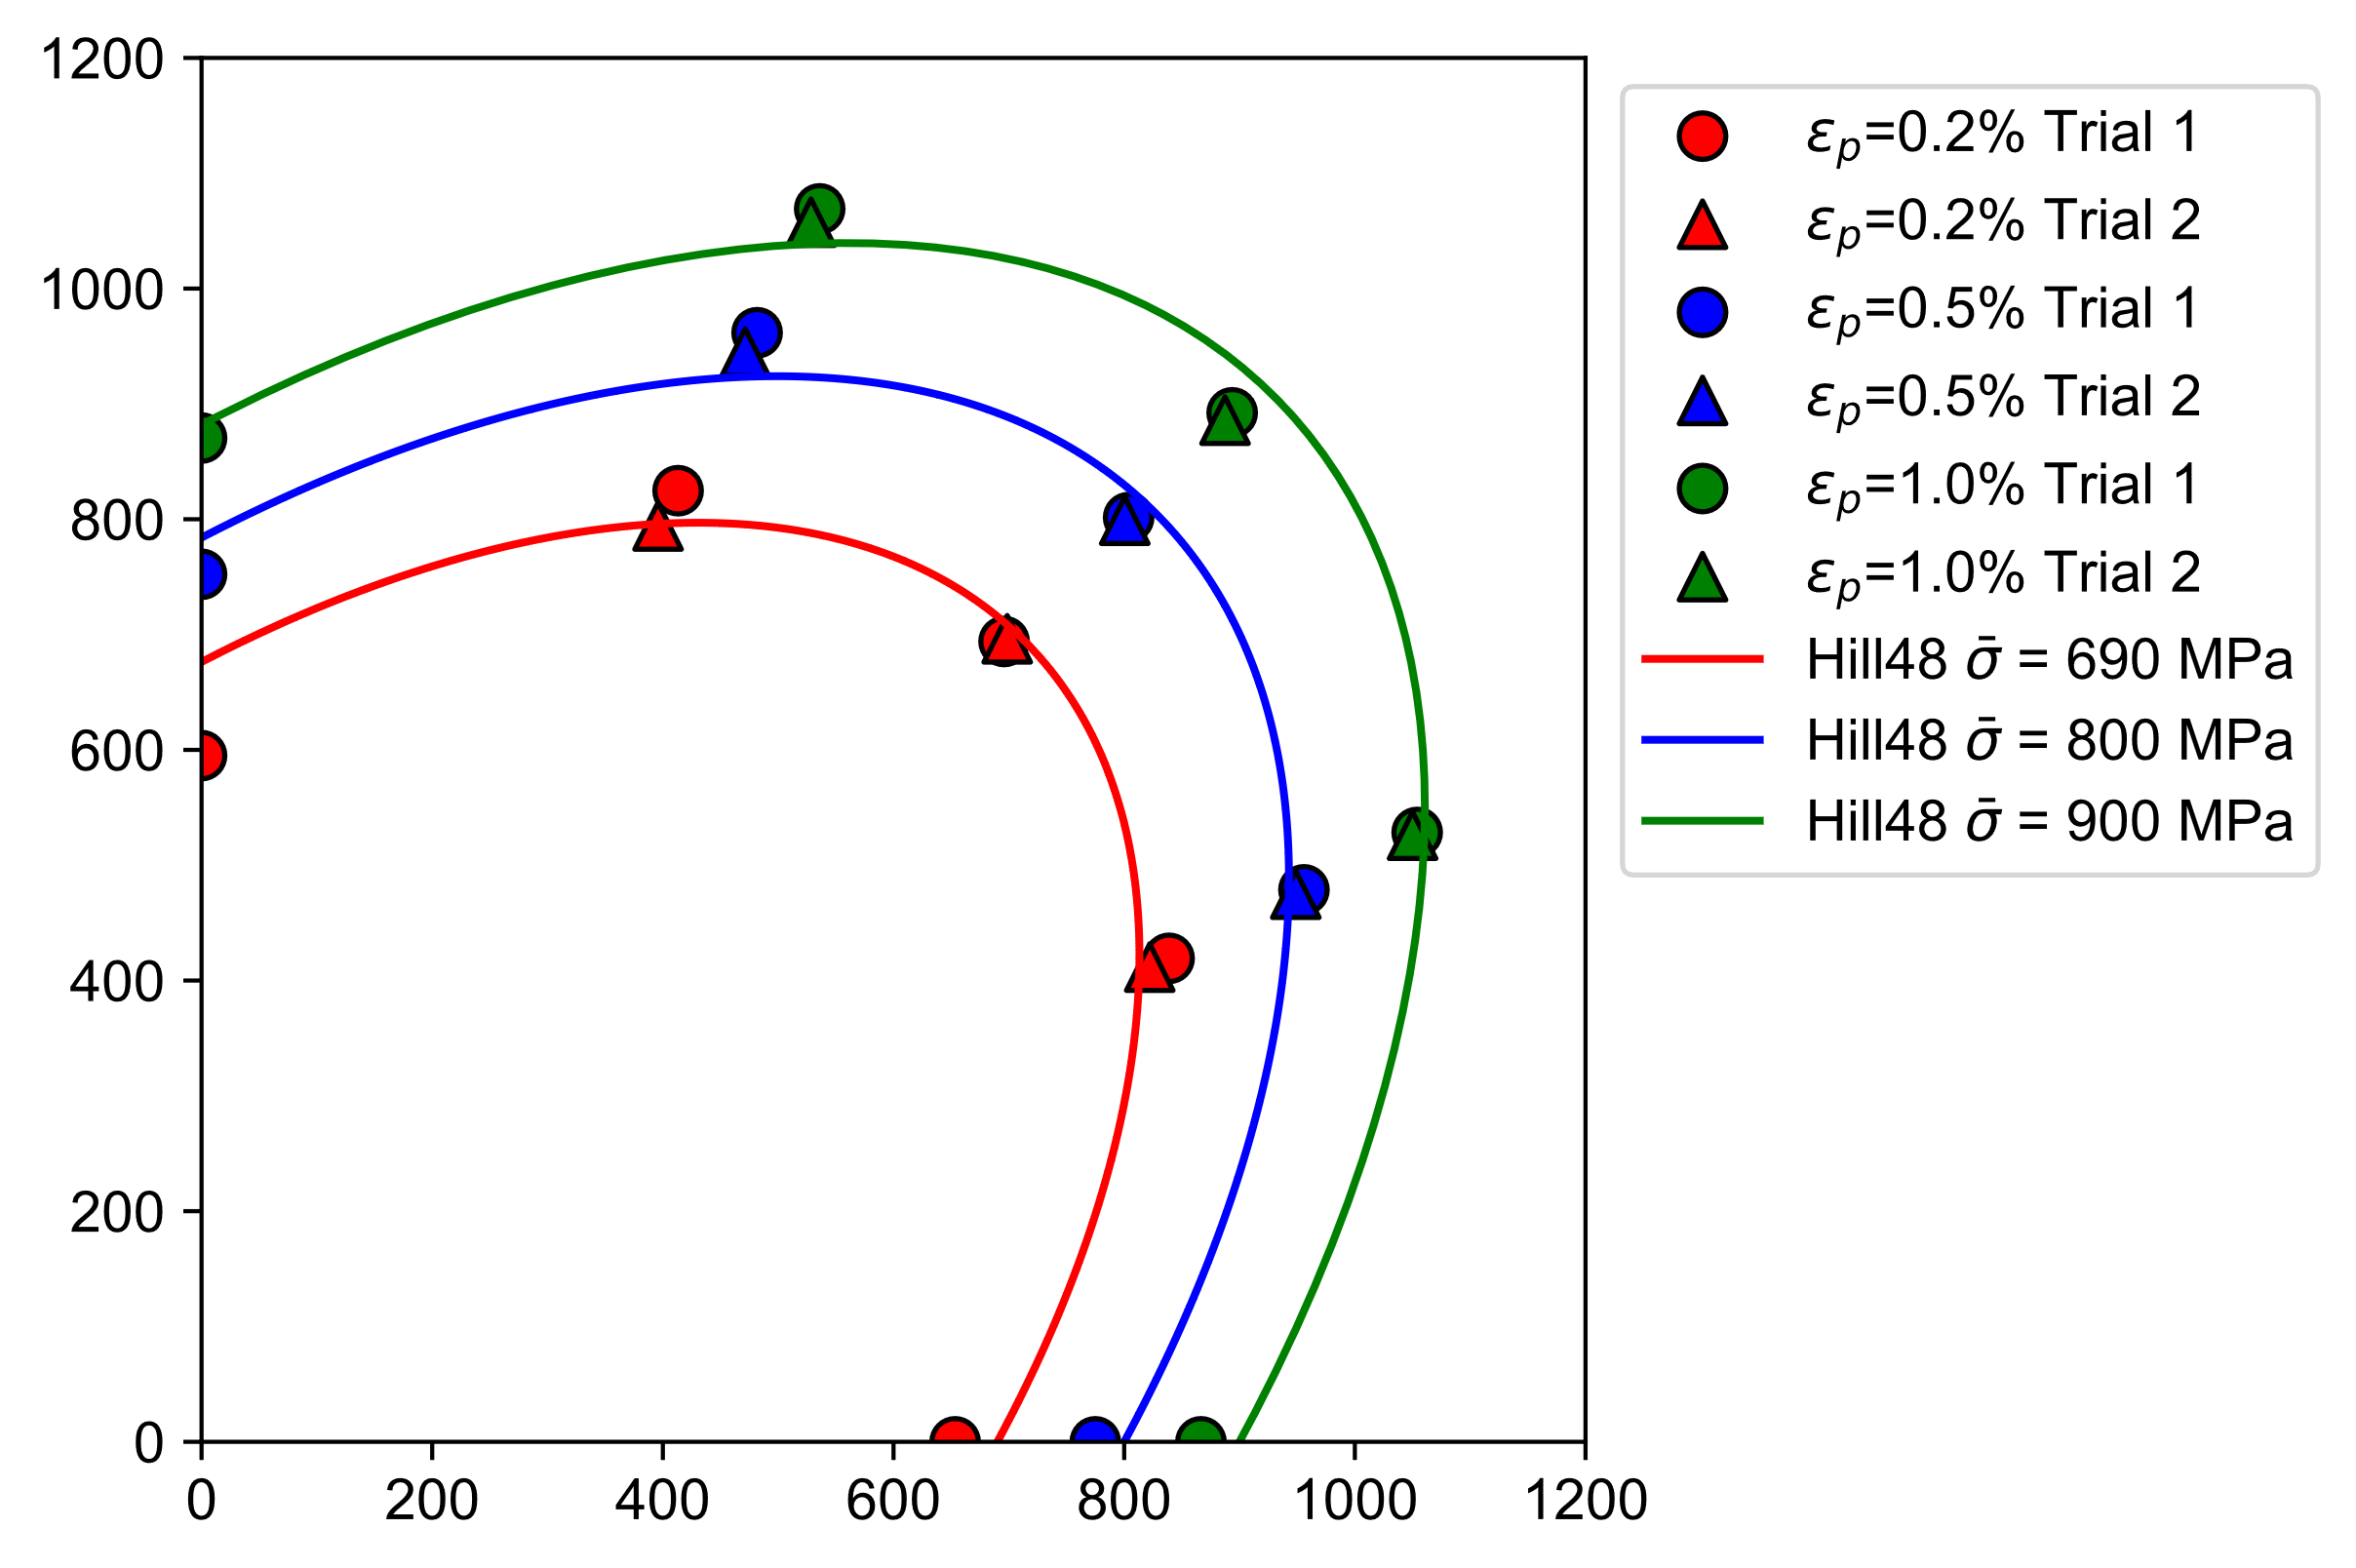 1200
1000
800
600
400
200
0
0 200 400 600 800 1000 1200
εp=0.2% Trial 1
εp=0.2% Trial 2
εp=0.5% Trial 1
εp=0.5% Trial 2
εp=1.0% Trial 1
εp=1.0% Trial 2
Hill48 σ̄ = 690 MPa
Hill48 σ̄ = 800 MPa
Hill48 σ̄ = 900 MPa